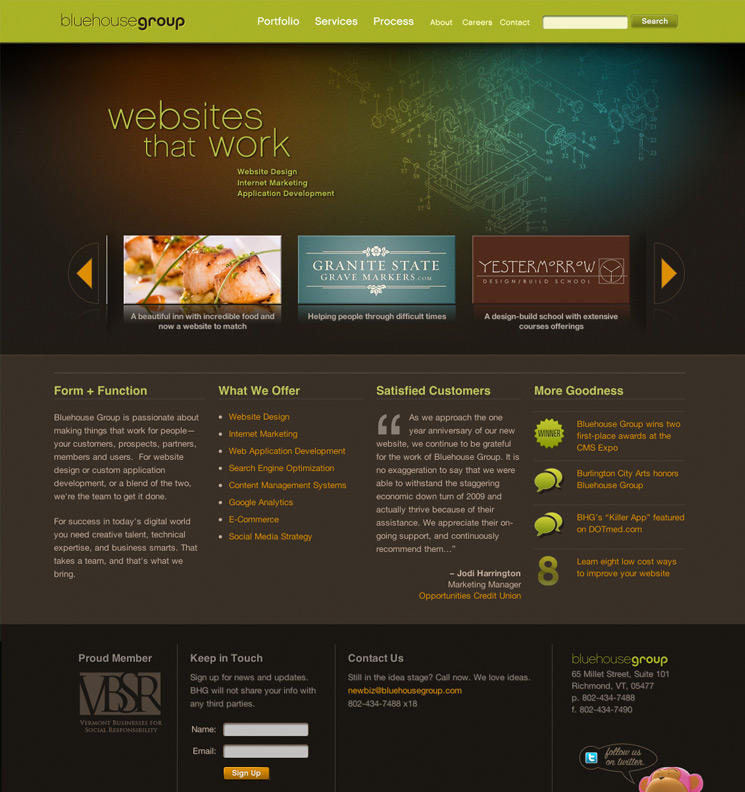 bluehousegroup
Portfolio
Services
Process
About
Careers
Contact
Search
websites
that work
Website Design
Internet Marketing
Application Development
A beautiful inn with incredible food and
now a website to match
GRANITE STATE
GRAVE MARKERS.COM
Helping people through difficult times
YESTERMORROW
DESIGN/BUILD SCHOOL
A design-build school with extensive
courses offerings
Form + Function
Bluehouse Group is passionate about
making things that work for people—
your customers, prospects, partners,
members and users. For website
design or custom application
development, or a blend of the two,
we're the team to get it done.
For success in today's digital world
you need creative talent, technical
expertise, and business smarts. That
takes a team, and that's what we
bring.
What We Offer
Website Design
Internet Marketing
Web Application Development
Search Engine Optimization
Content Management Systems
Google Analytics
E-Commerce
Social Media Strategy
Satisfied Customers
“ As we approach the one
year anniversary of our new
website, we continue to be grateful
for the work of Bluehouse Group. It is
no exaggeration to say that we were
able to withstand the staggering
economic down turn of 2009 and
actually thrive because of their
assistance. We appreciate their on-
going support, and continuously
recommend them…”
– Jodi Harrington
Marketing Manager
Opportunities Credit Union
More Goodness
WINNER
Bluehouse Group wins two
first-place awards at the
CMS Expo
Burlington City Arts honors
Bluehouse Group
BHG's “Killer App” featured
on DOTmed.com
8
Learn eight low cost ways
to improve your website
Proud Member
VBSR
VERMONT BUSINESSES FOR
SOCIAL RESPONSIBILITY
Keep in Touch
Sign up for news and updates.
BHG will not share your info with
any third parties.
Name:
Email:
Sign Up
Contact Us
Still in the idea stage? Call now. We love ideas.
newbiz@bluehousegroup.com
802-434-7488 x18
bluehousegroup
65 Millet Street, Suite 101
Richmond, VT, 05477
p. 802-434-7488
f. 802-434-7490
follow us
on twitter.